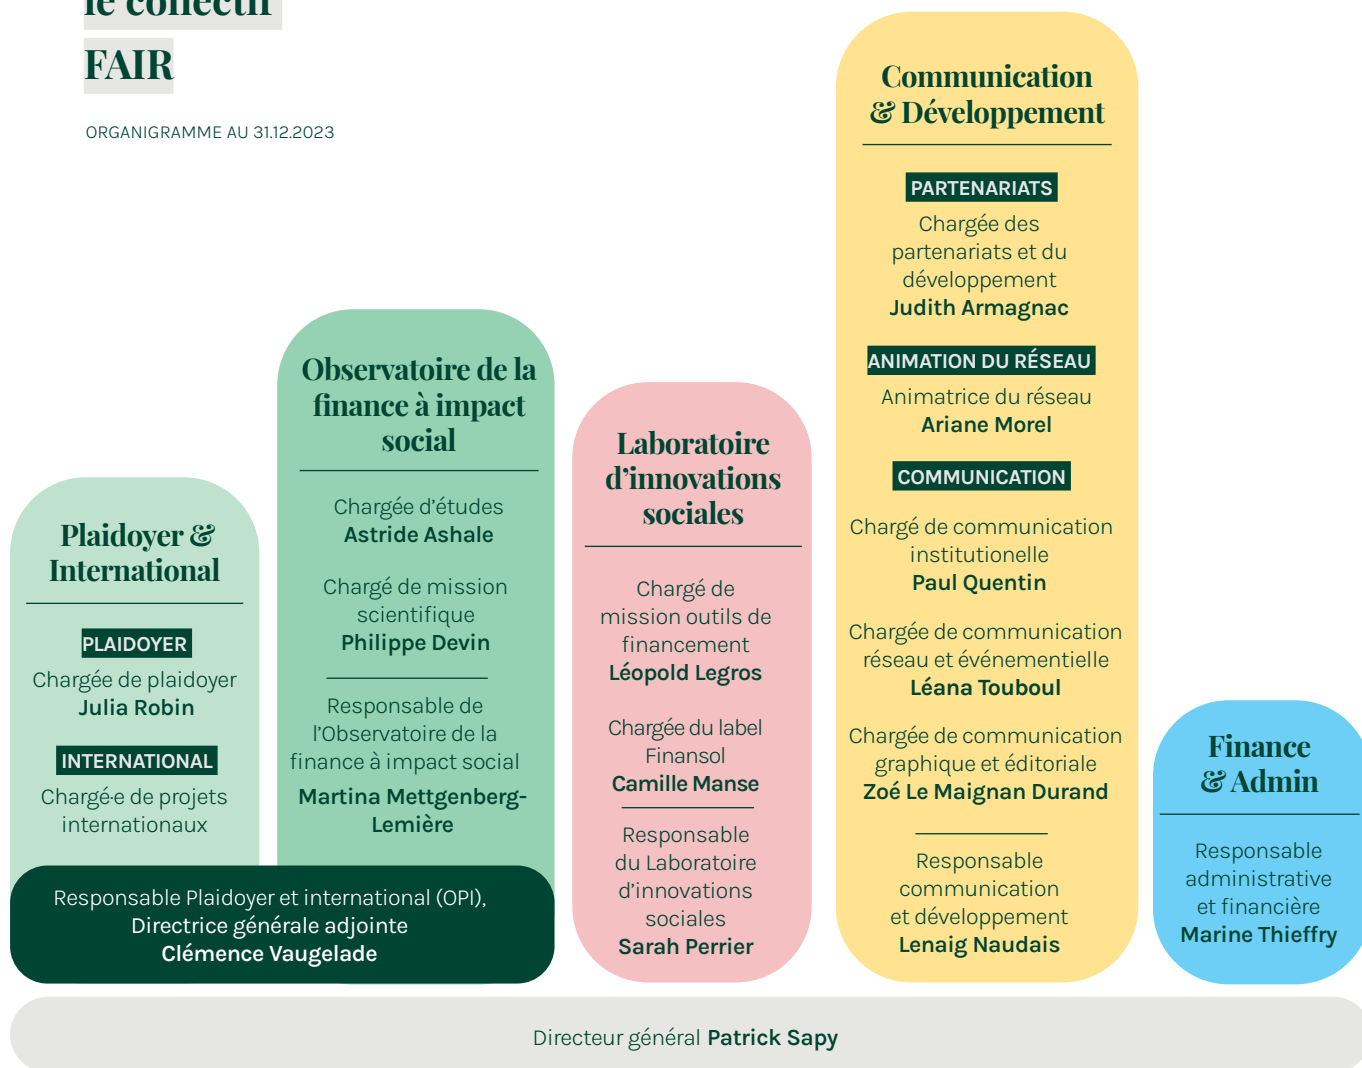 le collectif
FAIR
ORGANIGRAMME AU 31.12.2023
Plaidoyer &
International
PLAIDOYER
Chargée de plaidoyer
Julia Robin
INTERNATIONAL
Chargé·e de projets
internationaux
Observatoire de la
finance à impact
social
Chargée d’études
Astride Ashale
Chargé de mission
scientifique
Philippe Devin
Responsable de
l’Observatoire de la
finance à impact social
Martina Mettgenberg-
Lemière
Responsable Plaidoyer et international (OPI),
Directrice générale adjointe
Clémence Vaugelade
Laboratoire
d’innovations
sociales
Chargé de
mission outils de
financement
Léopold Legros
Chargée du label
Finansol
Camille Manse
Responsable
du Laboratoire
d’innovations
sociales
Sarah Perrier
Communication
& Développement
PARTENARIATS
Chargée des
partenariats et du
développement
Judith Armagnac
ANIMATION DU RÉSEAU
Animatrice du réseau
Ariane Morel
COMMUNICATION
Chargé de communication
institutionelle
Paul Quentin
Chargée de communication
réseau et événementielle
Léana Touboul
Chargée de communication
graphique et éditoriale
Zoé Le Maignan Durand
Responsable
communication
et développement
Lenaig Naudais
Finance
& Admin
Responsable
administrative
et financière
Marine Thieffry
Directeur général Patrick Sapy